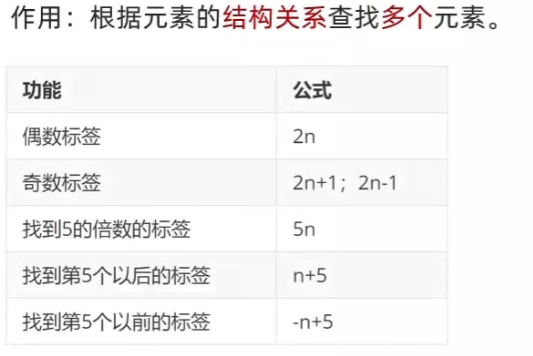 作用：根据元素的结构关系查找多个元素。
功能 公式
偶数标签 2n
奇数标签 2n+1；2n-1
找到5的倍数的标签 5n
找到第5个以后的标签 n+5
找到第5个以前的标签 -n+5